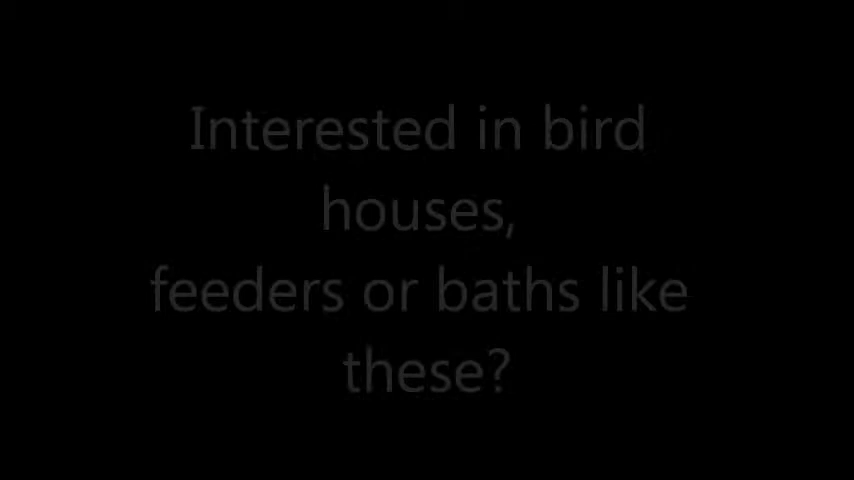 Interested in bird
houses,
feeders or baths like
these?